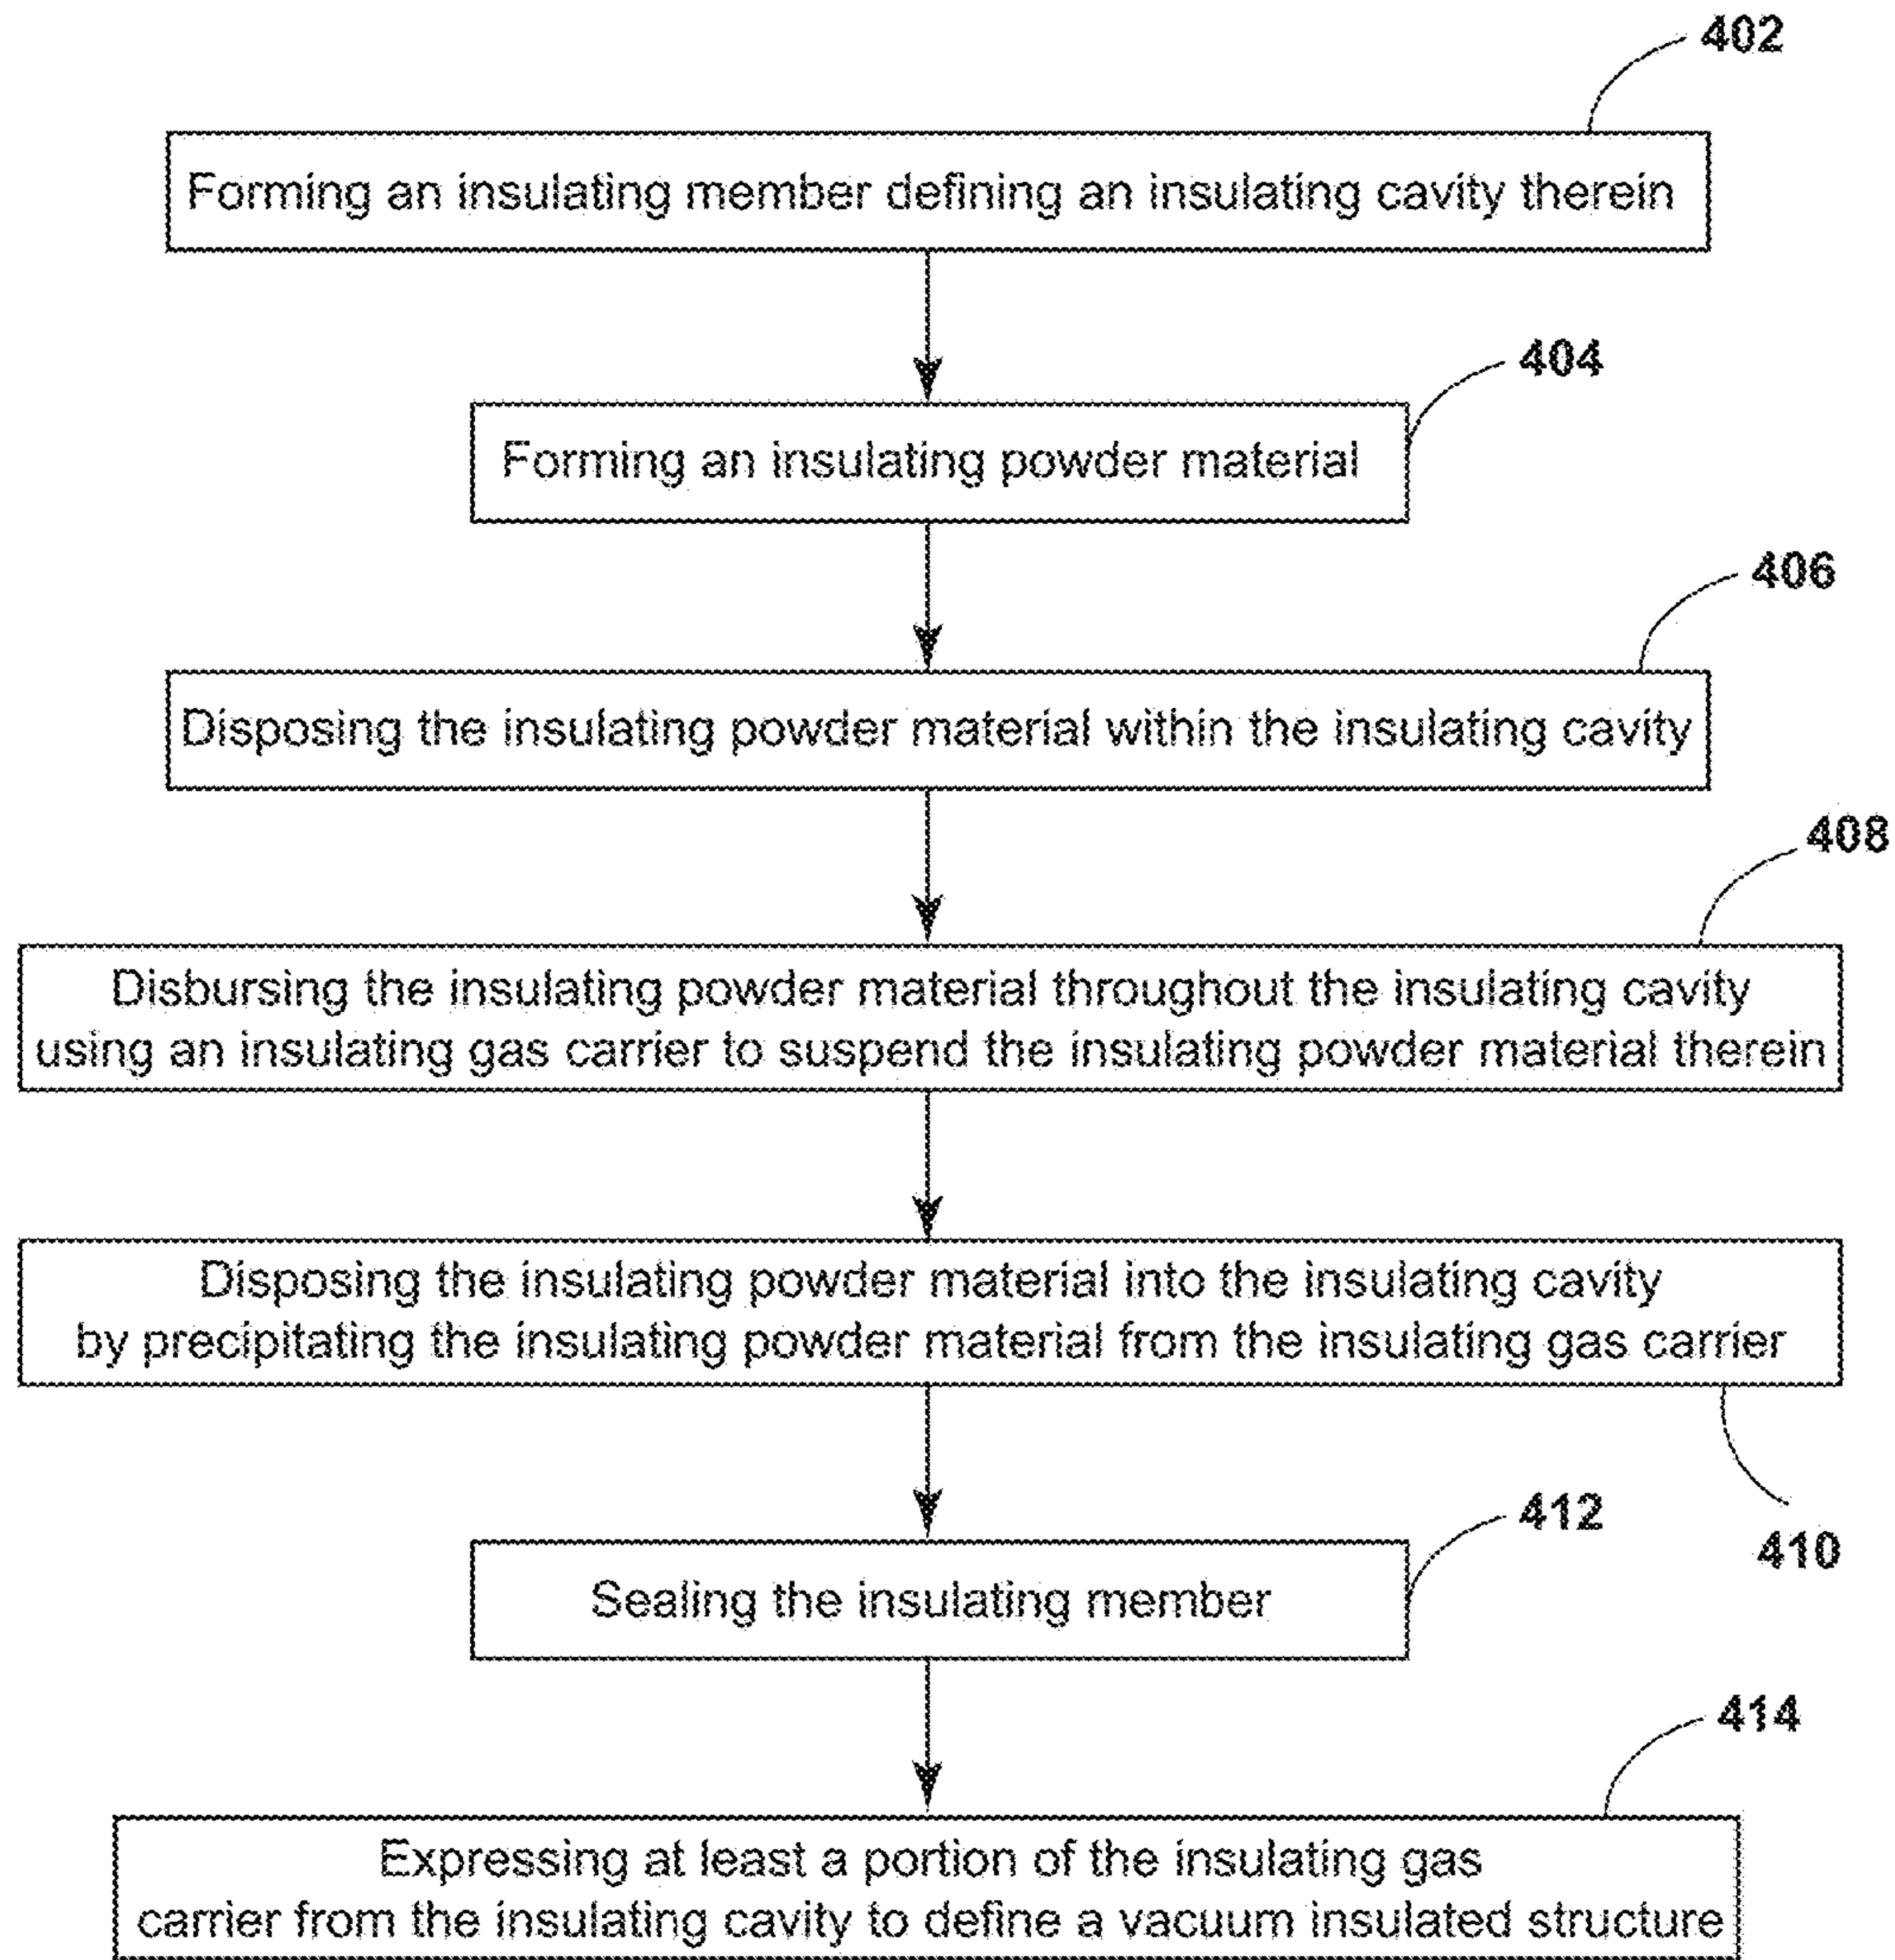 402
Forming an insulating member defining an insulating cavity therein
404
Forming an insulating powder material
406
Disposing the insulating powder material within the insulating cavity
408
Disbursing the insulating powder material throughout the insulating cavity
using an insulating gas carrier to suspend the insulating powder material therein
Disposing the insulating powder material into the insulating cavity
by precipitating the insulating powder material from the insulating gas carrier
410
412
Sealing the insulating member
414
Expressing at least a portion of the insulating gas
carrier from the insulating cavity to define a vacuum insulated structure